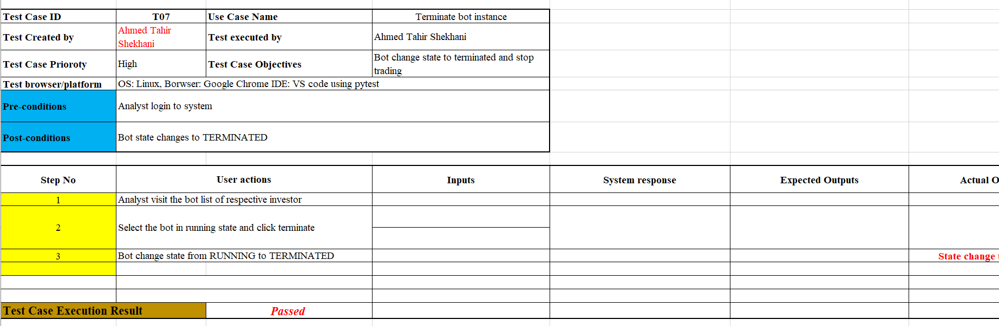 Test Case ID T07 Use Case Name Terminate bot instance
Test Created by Ahmed Tahir Shekhani Test executed by Ahmed Tahir Shekhani
Test Case Prioroty High Test Case Objectives Bot change state to terminated and stop trading
Test browser/platform OS: Linux, Borwser: Google Chrome IDE: VS code using pytest
Pre-conditions Analyst login to system
Post-conditions Bot state changes to TERMINATED
Step No User actions Inputs System response Expected Outputs Actual O
1 Analyst visit the bot list of respective investor
2 Select the bot in running state and click terminate
3 Bot change state from RUNNING to TERMINATED State change
Test Case Execution Result Passed